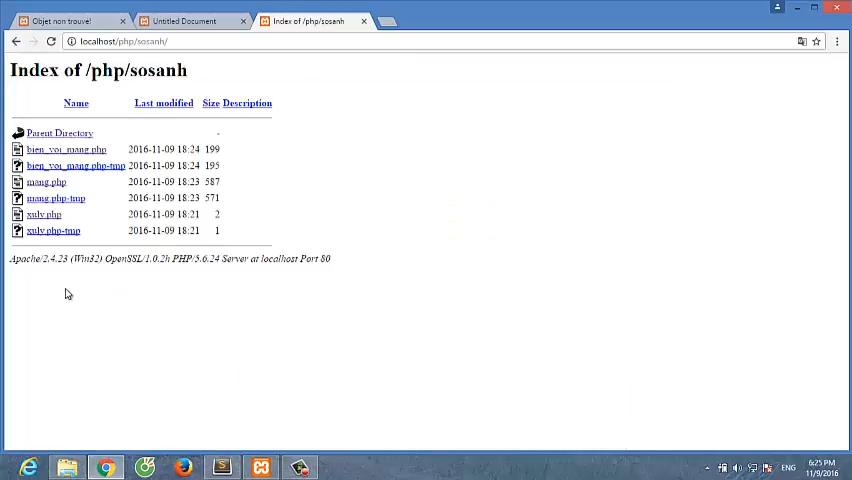 Objet non trouvé!
Untitled Document
Index of /php/sosanh/
localhost/php/sosanh/
Index of /php/sosanh
Name Last modified Size Description
Parent Directory -
bien_voi_mang.php 2016-11-09 18:24 199
bien_voi_mang.php-tmp 2016-11-09 18:24 195
mang.php 2016-11-09 18:23 587
mang.php-tmp 2016-11-09 18:23 571
xulv.php 2016-11-09 18:21 2
xulv.php-tmp 2016-11-09 18:21 1
Apache/2.4.23 (Win32) OpenSSL/1.0.2h PHP/5.6.24 Server at localhost Port 80
ENG
6:25 PM
11/9/2016